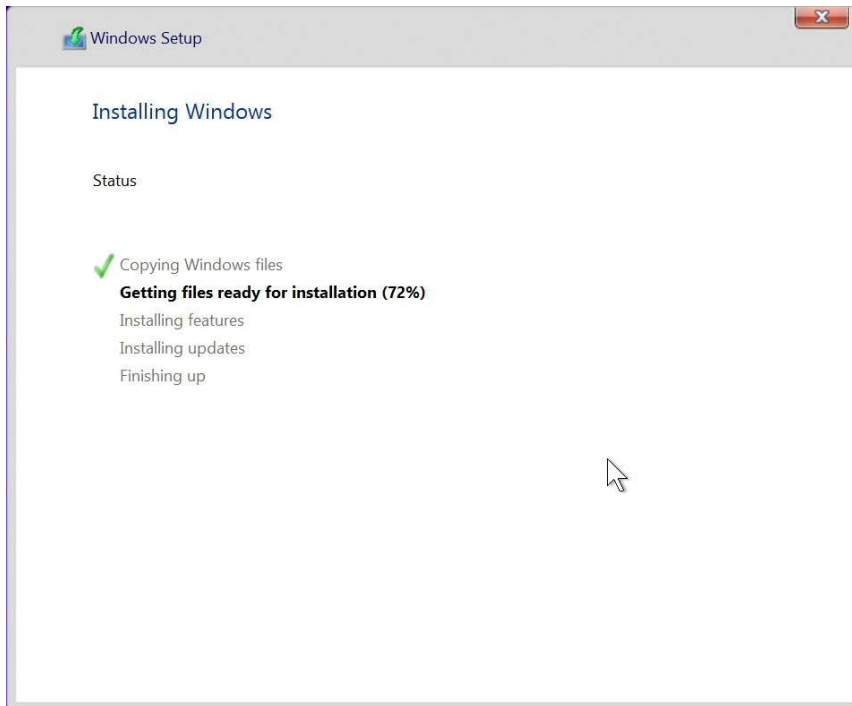 Windows Setup
Installing Windows
Status
Copying Windows files
Getting files ready for installation (72%)
Installing features
Installing updates
Finishing up